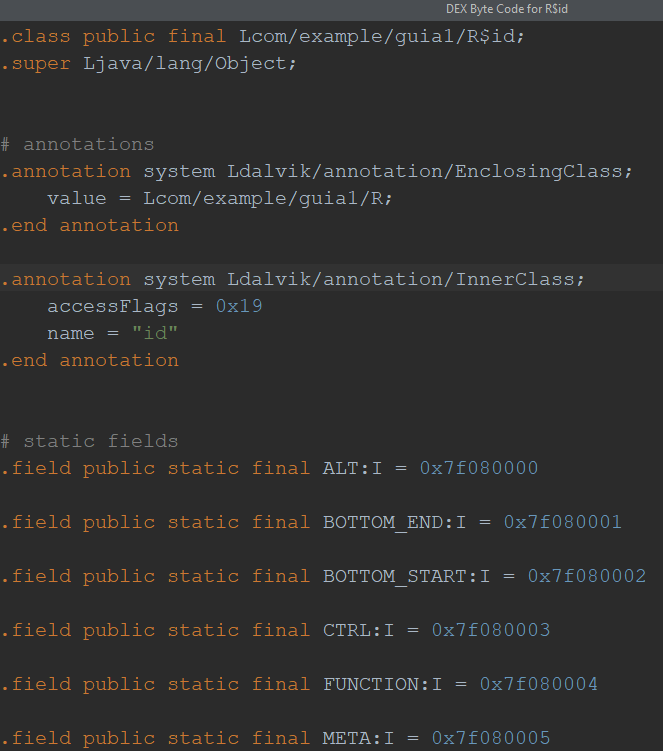 DEX Byte Code for R$id
.class public final Lcom/example/guia1/R$id;
.super Ljava/lang/Object;
# annotations
.annotation system Ldalvik/annotation/EnclosingClass;
value = Lcom/example/guia1/R;
.end annotation
.annotation system Ldalvik/annotation/InnerClass;
accessFlags = 0x19
name = "id"
.end annotation
# static fields
.field public static final ALT:I = 0x7f080000
.field public static final BOTTOM_END:I = 0x7f080001
.field public static final BOTTOM_START:I = 0x7f080002
.field public static final CTRL:I = 0x7f080003
.field public static final FUNCTION:I = 0x7f080004
.field public static final META:I = 0x7f080005